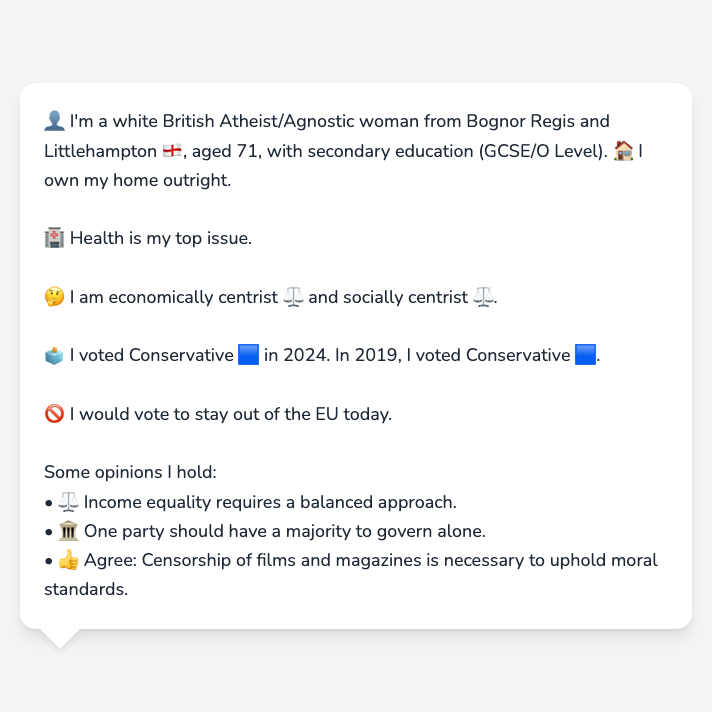 👤 I'm a white British Atheist/Agnostic woman from Bognor Regis and
Littlehampton 🏴󠁧󠁢󠁥󠁮󠁧󠁿, aged 71, with secondary education (GCSE/O Level). 🏠 I
own my home outright.
🏥 Health is my top issue.
🤔 I am economically centrist ⚖️ and socially centrist ⚖️.
🗳️ I voted Conservative 🟦 in 2024. In 2019, I voted Conservative 🟦.
🚫 I would vote to stay out of the EU today.
Some opinions I hold:
• ⚖️ Income equality requires a balanced approach.
• 🏛️ One party should have a majority to govern alone.
• 👍 Agree: Censorship of films and magazines is necessary to uphold moral
standards.